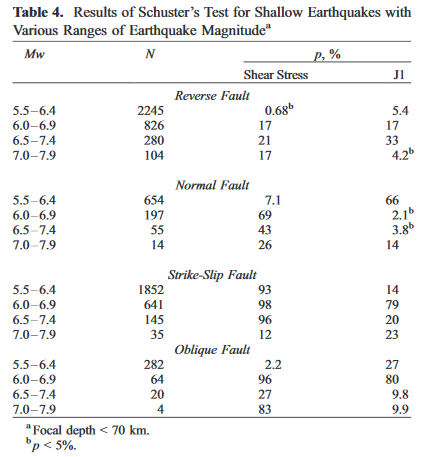 Table 4. Results of Schuster's Test for Shallow Earthquakes with
Various Ranges of Earthquake Magnitudeᵃ
Mw N p, %
Shear Stress J1
Reverse Fault
5.5–6.4 2245 0.68ᵇ 5.4
6.0–6.9 826 17 17
6.5–7.4 280 21 33
7.0–7.9 104 17 4.2ᵇ
Normal Fault
5.5–6.4 654 7.1 66
6.0–6.9 197 69 2.1ᵇ
6.5–7.4 55 43 3.8ᵇ
7.0–7.9 14 26 14
Strike-Slip Fault
5.5–6.4 1852 93 14
6.0–6.9 641 98 79
6.5–7.4 145 96 20
7.0–7.9 35 12 23
Oblique Fault
5.5–6.4 282 2.2 27
6.0–6.9 64 96 80
6.5–7.4 20 27 9.8
7.0–7.9 4 83 9.9
ᵃFocal depth < 70 km.
ᵇp < 5%.